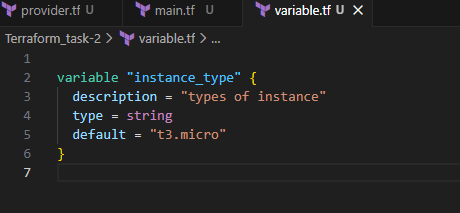 provider.tf U
main.tf U
variable.tf U ×
Terraform_task-2 > variable.tf > ...
1
2 variable "instance_type" {
3 description = "types of instance"
4 type = string
5 default = "t3.micro"
6 }
7